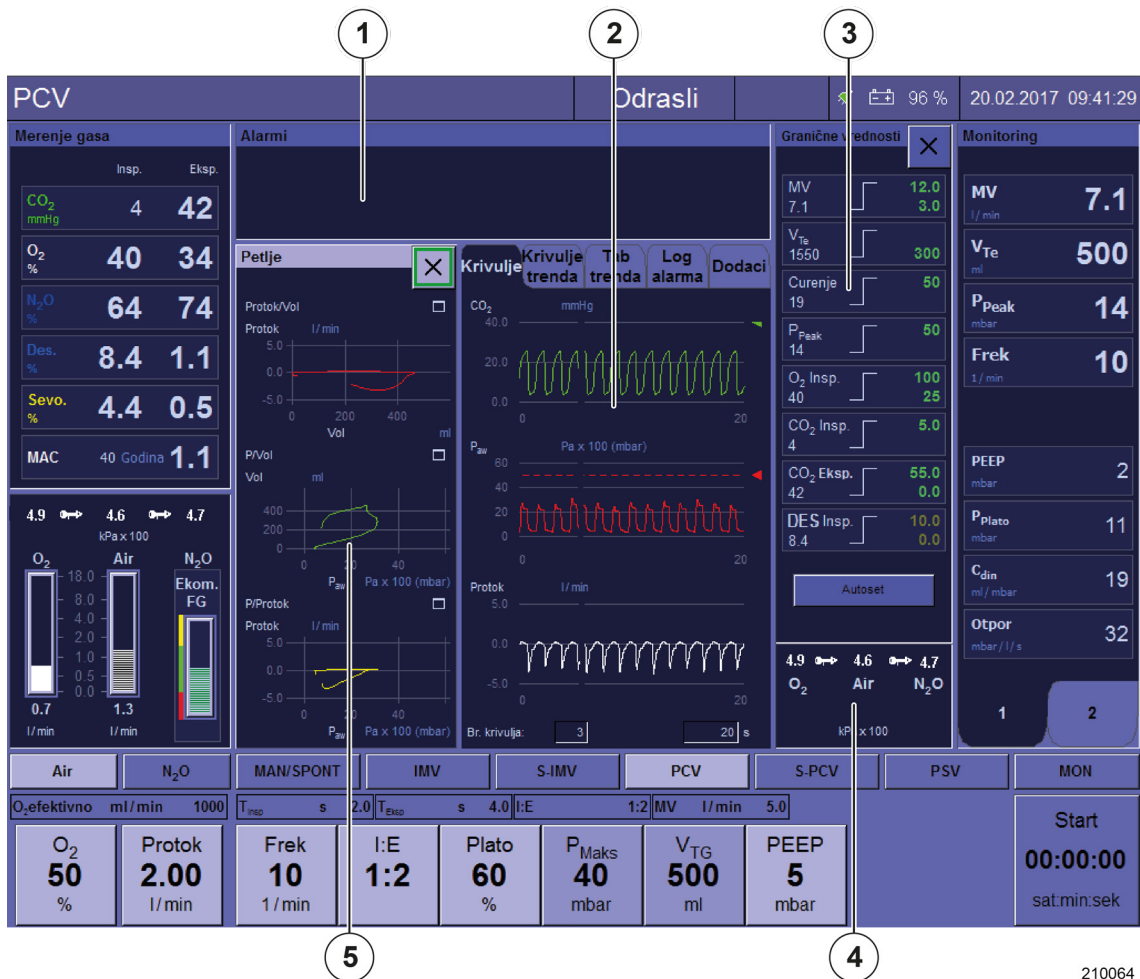 1 2 3
PCV Odrasli 96 % 20.02.2017 09:41:29
Merenje gasa
Insp. Eksp.
CO2 mmHg 4 42
O2 % 40 34
N2O % 64 74
Des. % 8.4 1.1
Sevo. % 4.4 0.5
MAC 40 Godina 1.1
4.9 4.6 4.7
kPa x 100
O2 Air N2O
Ekom. FG
18.0
8.0
4.0
2.0
1.0
0.5
0.0
0.7 1.3
l/min l/min
Alarmi
Petlje
Protok/Vol
Protok l/min
5.0
0.0
-5.0
0 200 400
Vol ml
P/Vol
Vol ml
400
200
0
0 20 40
Paw Pa x 100 (mbar)
P/Protok
Protok l/min
5.0
0.0
-5.0
0 20 40
Paw Pa x 100 (mbar)
Krivulje
Krivulje trenda
Tab trenda
Log alarma
Dodaci
CO2 mmHg
40.0
20.0
0.0
0 20
Paw Pa x 100 (mbar)
60
40
20
0
0 20
Protok l/min
5.0
0.0
-5.0
0 20
Br. krivulja: 3 20 s
Granične vrednosti
MV 12.0
7.1 3.0
VTe
1550 300
Curenje 50
19
PPeak 50
14
O2 Insp. 100
40 25
CO2 Insp. 5.0
4
CO2 Eksp. 55.0
42 0.0
DES Insp. 10.0
8.4 0.0
Autoset
4.9 4.6 4.7
O2 Air N2O
kPa x 100
Monitoring
MV l/min 7.1
VTe ml 500
PPeak mbar 14
Frek 1/min 10
PEEP mbar 2
PPlato mbar 11
Cdin ml/mbar 19
Otpor mbar/l/s 32
1 2
Air N2O MAN/SPONT IMV S-IMV PCV S-PCV PSV MON
O2efektivno ml/min 1000 TInsp s 2.0 TEksp s 4.0 I:E 1:2 MV l/min 5.0
O2 Protok Frek I:E Plato PMaks VTG PEEP
50 2.00 10 1:2 60 40 500 5
% l/min 1/min % mbar ml mbar
Start
00:00:00
sat:min:sek
5 4
210064